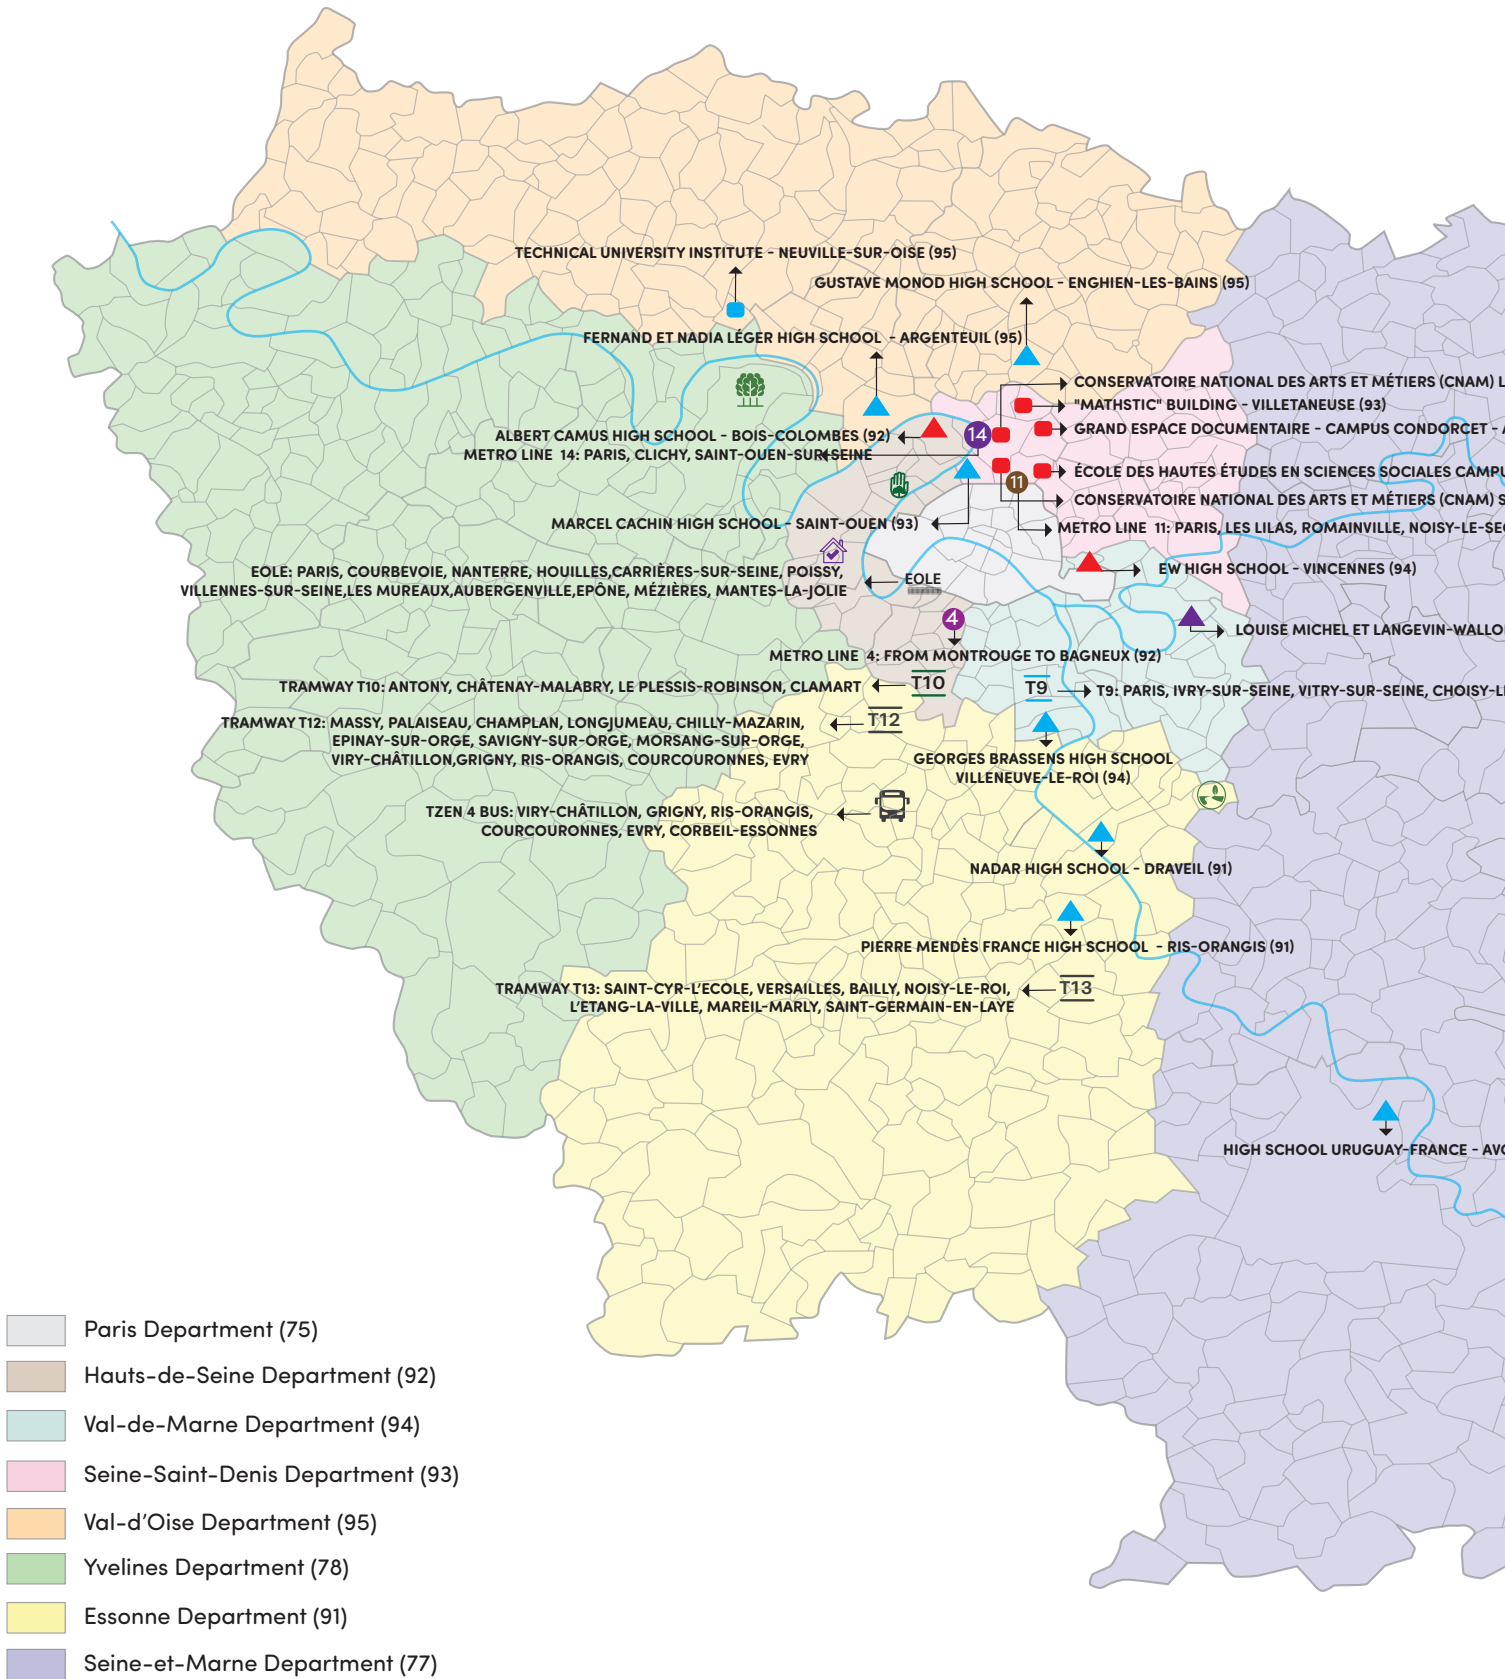 TECHNICAL UNIVERSITY INSTITUTE - NEUVILLE-SUR-OISE (95)
GUSTAVE MONOD HIGH SCHOOL - ENGHIEN-LES-BAINS (95)
FERNAND ET NADIA LÉGER HIGH SCHOOL - ARGENTEUIL (95)
CONSERVATOIRE NATIONAL DES ARTS ET MÉTIERS (CNAM) L
"MATHSTIC" BUILDING - VILLETANEUSE (93)
GRAND ESPACE DOCUMENTAIRE - CAMPUS CONDORCET - A
ALBERT CAMUS HIGH SCHOOL - BOIS-COLOMBES (92)
14
METRO LINE 14: PARIS, CLICHY, SAINT-OUEN-SUR-SEINE
ÉCOLE DES HAUTES ÉTUDES EN SCIENCES SOCIALES CAMPU
11
CONSERVATOIRE NATIONAL DES ARTS ET MÉTIERS (CNAM) S
MARCEL CACHIN HIGH SCHOOL - SAINT-OUEN (93)
METRO LINE 11: PARIS, LES LILAS, ROMAINVILLE, NOISY-LE-SE
EW HIGH SCHOOL - VINCENNES (94)
EOLE: PARIS, COURBEVOIE, NANTERRE, HOUILLES,CARRIÈRES-SUR-SEINE, POISSY,
VILLENNES-SUR-SEINE,LES MUREAUX,AUBERGENVILLE,EPÔNE, MÉZIÈRES, MANTES-LA-JOLIE
EOLE
4
LOUISE MICHEL ET LANGEVIN-WALLO
METRO LINE 4: FROM MONTROUGE TO BAGNEUX (92)
TRAMWAY T10: ANTONY, CHÂTENAY-MALABRY, LE PLESSIS-ROBINSON, CLAMART
T10
T9
T9: PARIS, IVRY-SUR-SEINE, VITRY-SUR-SEINE, CHOISY-L
TRAMWAY T12: MASSY, PALAISEAU, CHAMPLAN, LONGJUMEAU, CHILLY-MAZARIN,
EPINAY-SUR-ORGE, SAVIGNY-SUR-ORGE, MORSANG-SUR-ORGE,
VIRY-CHÂTILLON,GRIGNY, RIS-ORANGIS, COURCOURONNES, EVRY
T12
GEORGES BRASSENS HIGH SCHOOL
VILLENEUVE-LE-ROI (94)
TZEN 4 BUS: VIRY-CHÂTILLON, GRIGNY, RIS-ORANGIS,
COURCOURONNES, EVRY, CORBEIL-ESSONNES
NADAR HIGH SCHOOL - DRAVEIL (91)
PIERRE MENDÈS FRANCE HIGH SCHOOL - RIS-ORANGIS (91)
TRAMWAY T13: SAINT-CYR-L'ECOLE, VERSAILLES, BAILLY, NOISY-LE-ROI,
L'ETANG-LA-VILLE, MAREIL-MARLY, SAINT-GERMAIN-EN-LAYE
T13
HIGH SCHOOL URUGUAY-FRANCE - AVO
Paris Department (75)
Hauts-de-Seine Department (92)
Val-de-Marne Department (94)
Seine-Saint-Denis Department (93)
Val-d'Oise Department (95)
Yvelines Department (78)
Essonne Department (91)
Seine-et-Marne Department (77)